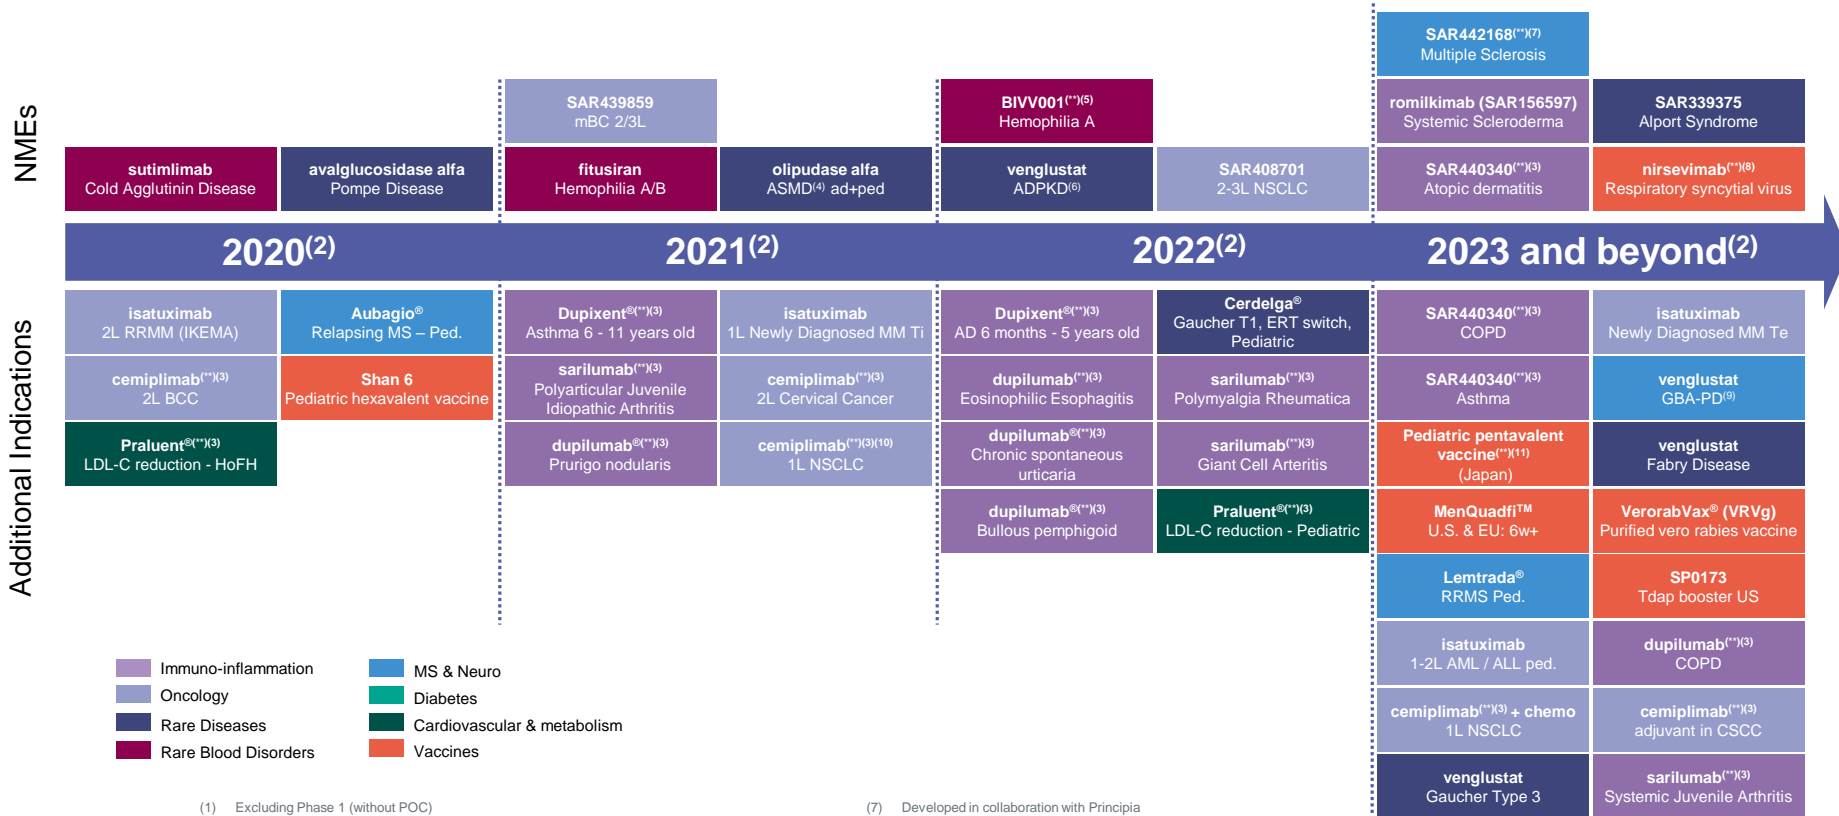 NMEs
SAR442168(**)(7)
Multiple Sclerosis
SAR439859
mBC 2/3L
BIVV001(**)(5)
Hemophilia A
romilkimab (SAR156597)
Systemic Scleroderma
SAR339375
Alport Syndrome
sutimlimab
Cold Agglutinin Disease
avalglucosidase alfa
Pompe Disease
fitusiran
Hemophilia A/B
olipudase alfa
ASMD(4) ad+ped
venglustat
ADPKD(6)
SAR408701
2-3L NSCLC
SAR440340(**)(3)
Atopic dermatitis
nirsevimab(**)(8)
Respiratory syncytial virus
2020(2)
2021(2)
2022(2)
2023 and beyond(2)
Additional Indications
isatuximab
2L RRMM (IKEMA)
Aubagio®
Relapsing MS – Ped.
cemiplimab(**)(3)
2L BCC
Shan 6
Pediatric hexavalent vaccine
Praluent®(**)(3)
LDL-C reduction - HoFH
Dupixent®(**)(3)
Asthma 6 - 11 years old
isatuximab
1L Newly Diagnosed MM Ti
sarilumab(**)(3)
Polyarticular Juvenile
Idiopathic Arthritis
cemiplimab(**)(3)
2L Cervical Cancer
dupilumab®(**)(3)
Prurigo nodularis
cemiplimab(**)(3)(10)
1L NSCLC
Dupixent®(**)(3)
AD 6 months - 5 years old
Cerdelga®
Gaucher T1, ERT switch,
Pediatric
dupilumab(**)(3)
Eosinophilic Esophagitis
sarilumab(**)(3)
Polymyalgia Rheumatica
dupilumab®(**)(3)
Chronic spontaneous
urticaria
sarilumab(**)(3)
Giant Cell Arteritis
dupilumab®(**)(3)
Bullous pemphigoid
Praluent®(**)(3)
LDL-C reduction - Pediatric
SAR440340(**)(3)
COPD
isatuximab
Newly Diagnosed MM Te
SAR440340(**)(3)
Asthma
venglustat
GBA-PD(9)
Pediatric pentavalent
vaccine(**)(11)
(Japan)
venglustat
Fabry Disease
MenQuadfi™
U.S. & EU: 6w+
VerorabVax® (VRVg)
Purified vero rabies vaccine
Lemtrada®
RRMS Ped.
SP0173
Tdap booster US
isatuximab
1-2L AML / ALL ped.
dupilumab(**)(3)
COPD
cemiplimab(**)(3) + chemo
1L NSCLC
cemiplimab(**)(3)
adjuvant in CSCC
venglustat
Gaucher Type 3
sarilumab(**)(3)
Systemic Juvenile Arthritis
Immuno-inflammation
Oncology
Rare Diseases
Rare Blood Disorders
MS & Neuro
Diabetes
Cardiovascular & metabolism
Vaccines
(1) Excluding Phase 1 (without POC)
(7) Developed in collaboration with Principia